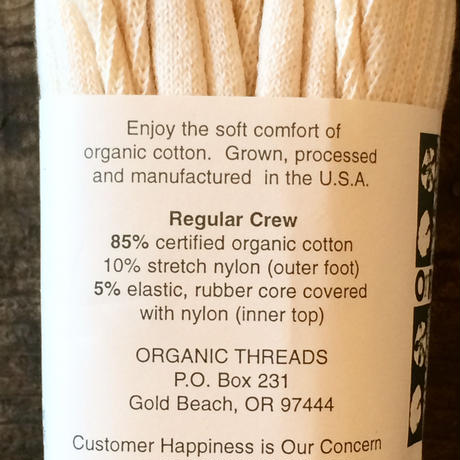 Enjoy the soft comfort of
organic cotton.  Grown, processed
and manufactured  in the U.S.A.
Regular Crew
85% certified organic cotton
10% stretch nylon (outer foot)
5% elastic, rubber core covered
with nylon (inner top)
ORGANIC THREADS
P.O. Box 231
Gold Beach, OR 97444
Customer Happiness is Our Concern